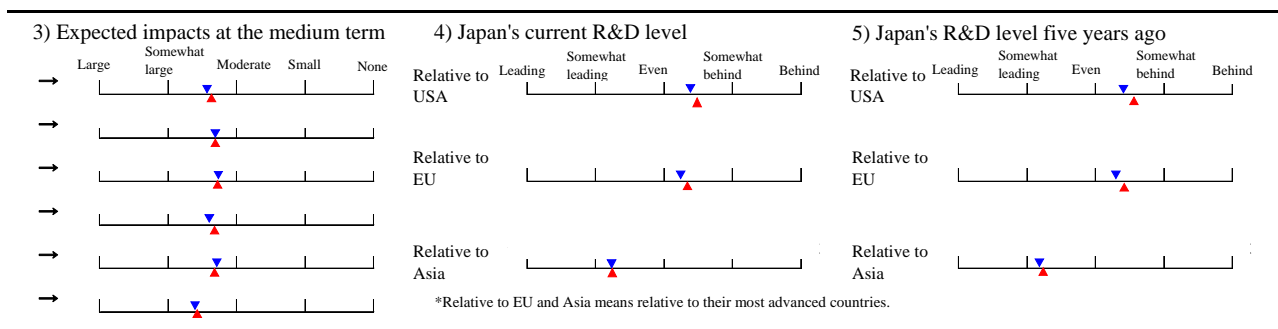 3) Expected impacts at the medium term
Large
Somewhat
large
Moderate
Small
None
4) Japan's current R&D level
Leading
Somewhat
leading
Even
Somewhat
behind
Behind
Relative to
USA
Relative to
EU
Relative to
Asia
*Relative to EU and Asia means relative to their most advanced countries.
5) Japan's R&D level five years ago
Leading
Somewhat
leading
Even
Somewhat
behind
Behind
Relative to
USA
Relative to
EU
Relative to
Asia